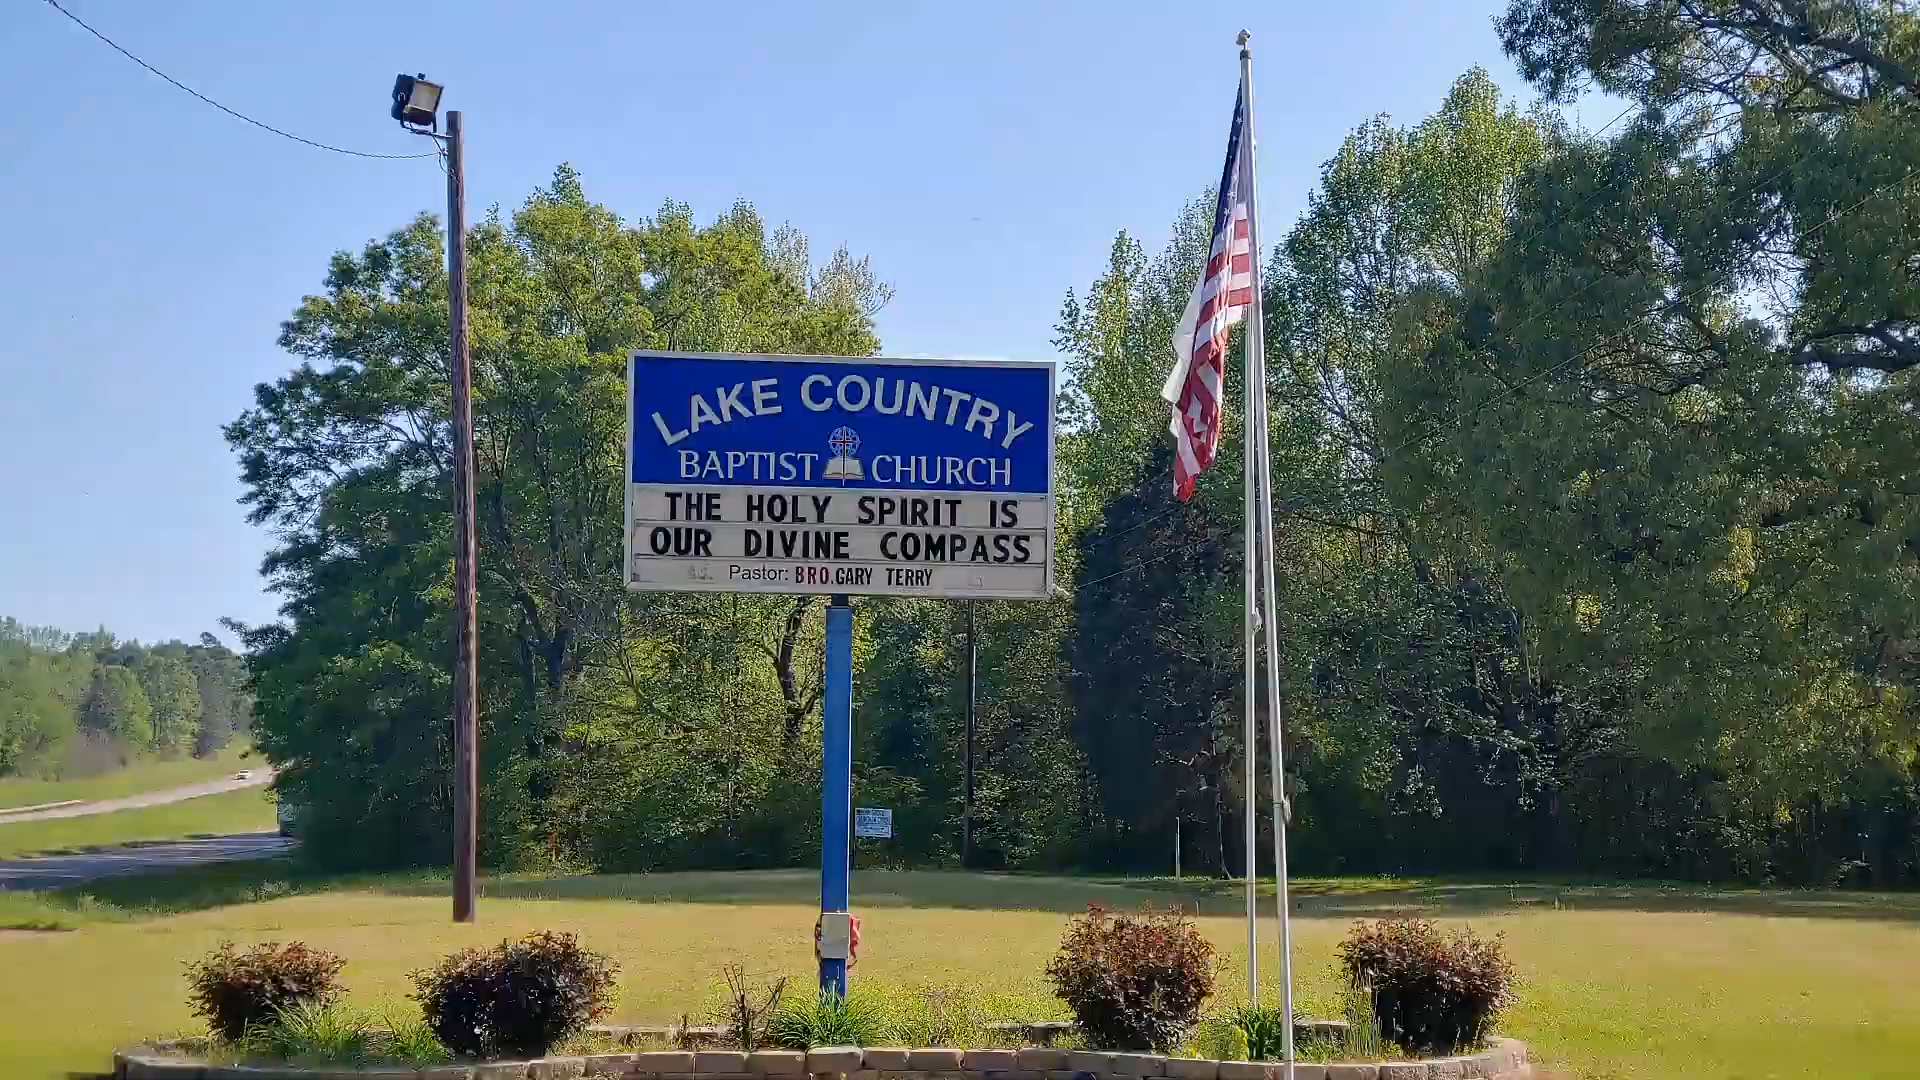 LAKE COUNTRY
BAPTIST CHURCH
THE HOLY SPIRIT IS
OUR DIVINE COMPASS
Pastor: BRO.GARY TERRY